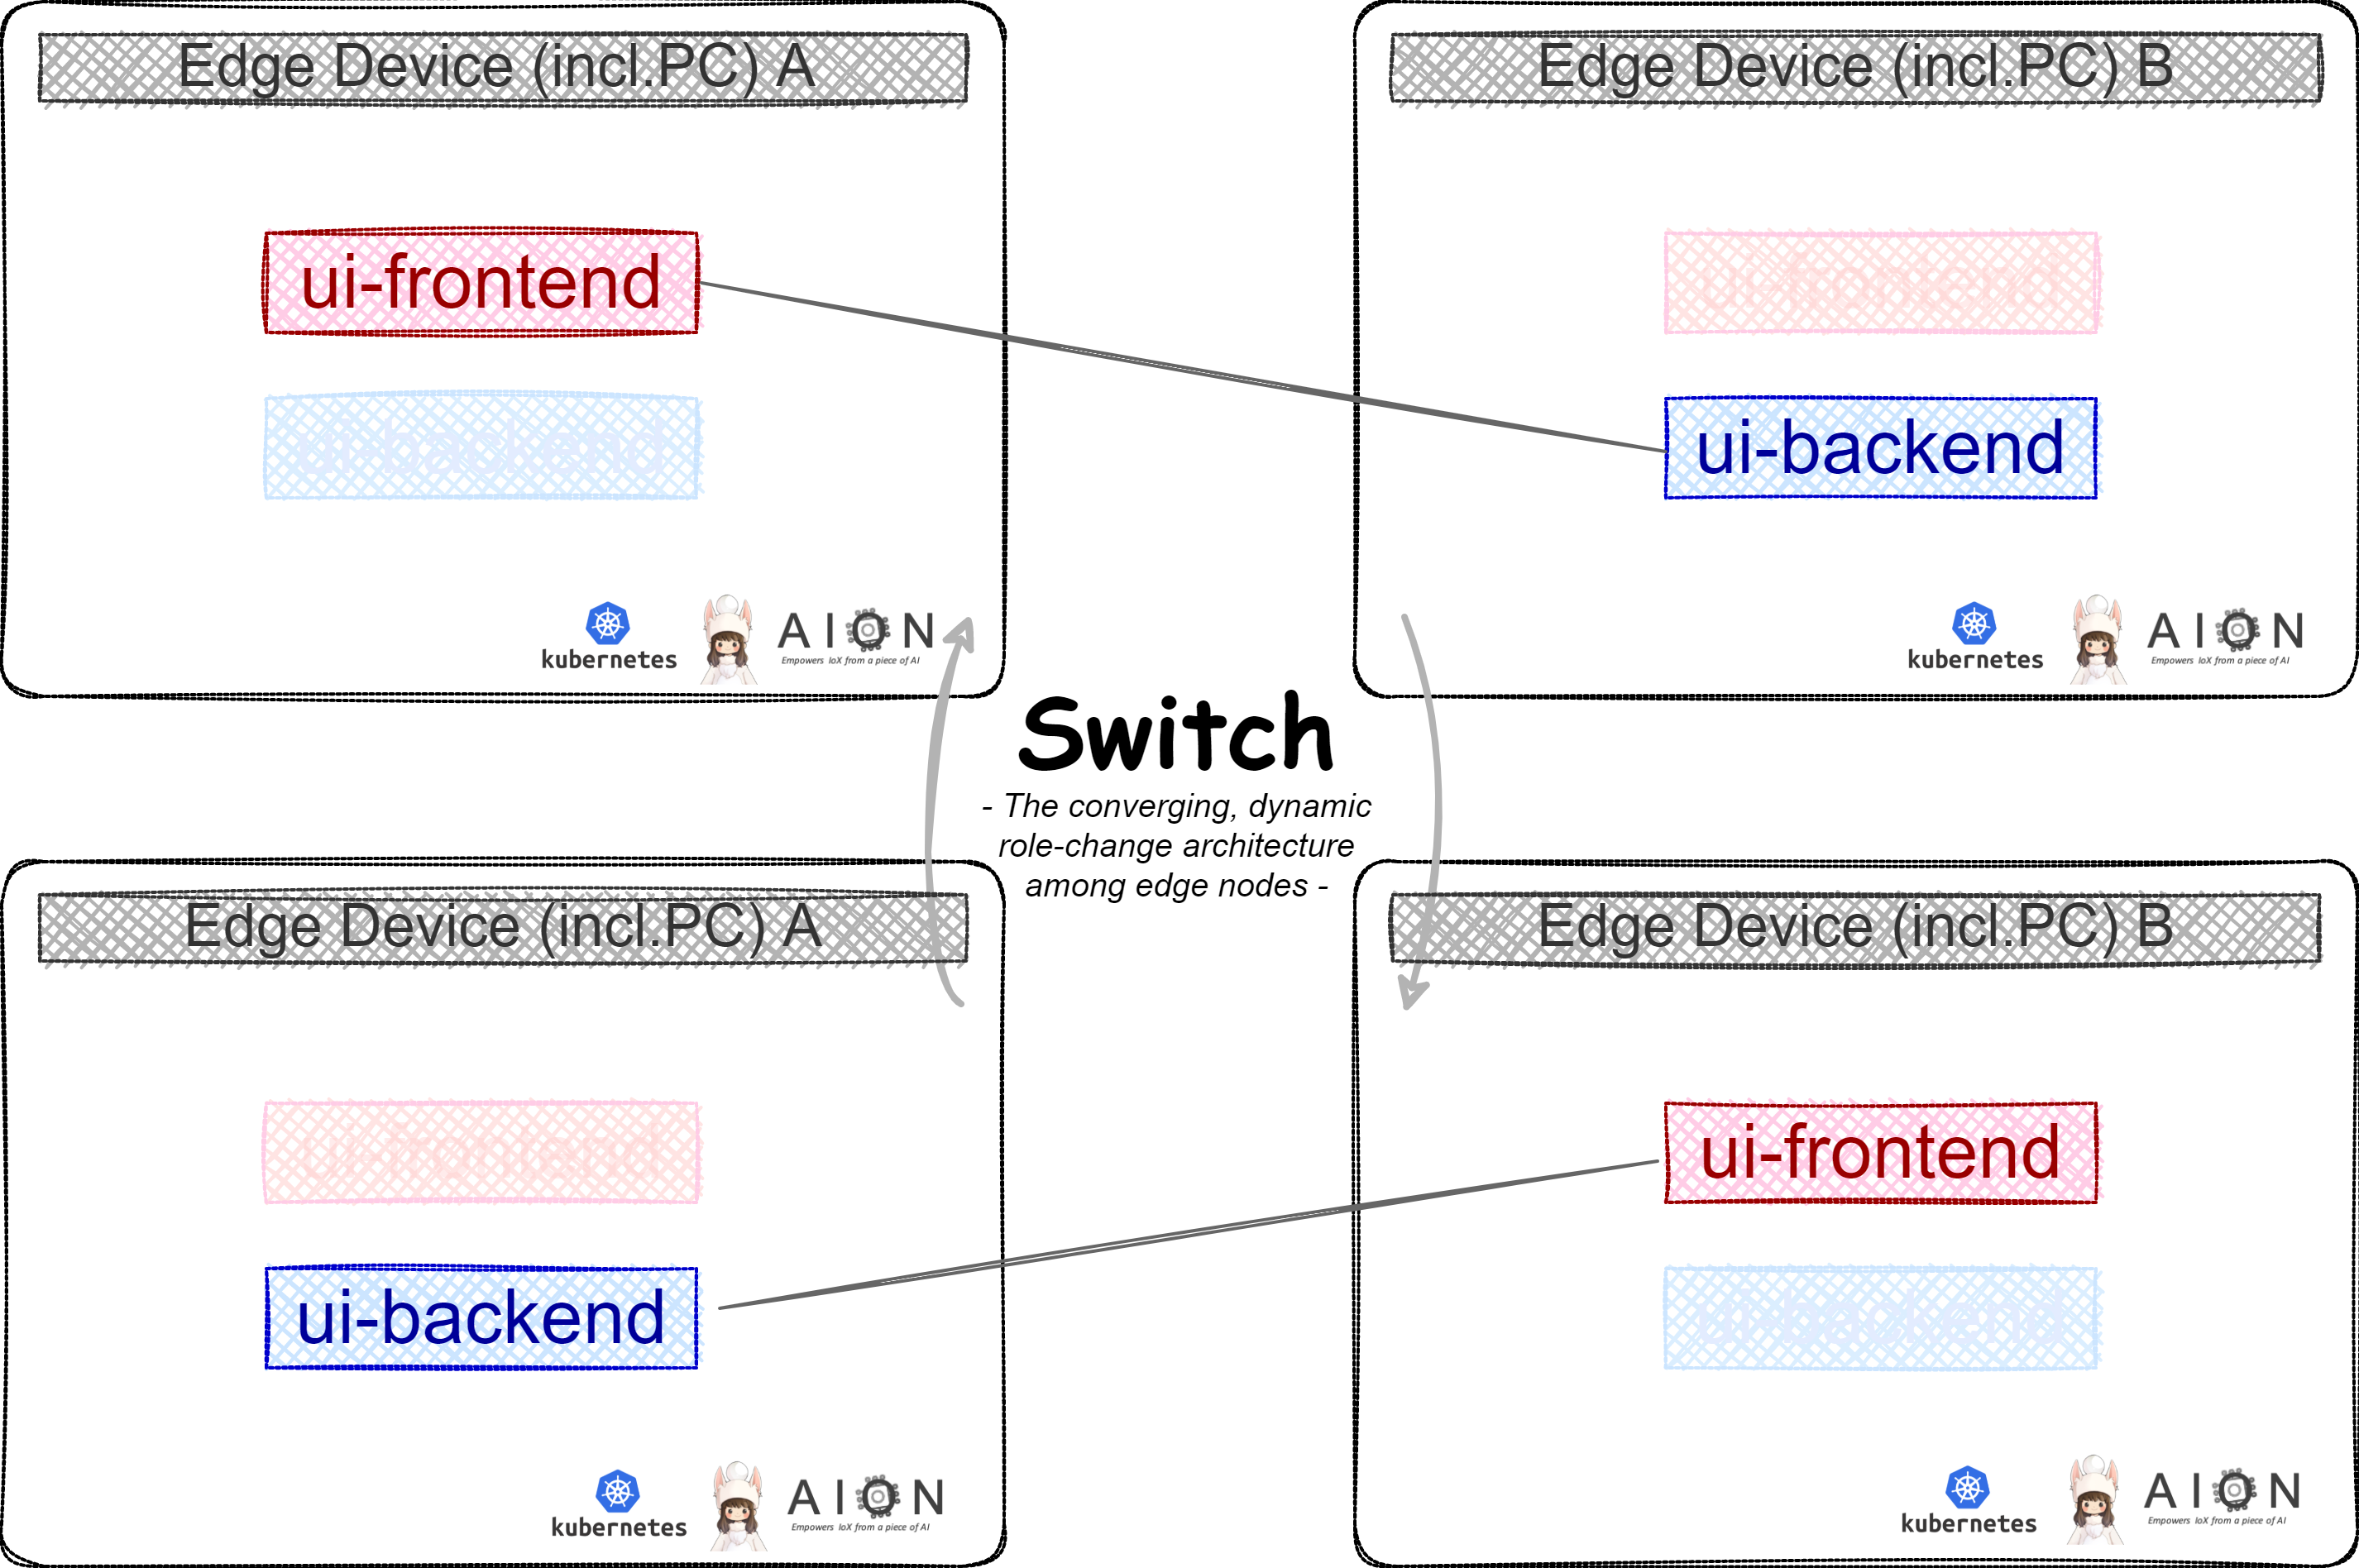 Edge Device (incl.PC) A
ui-frontend
ui-backend
kubernetes
AION
Empowers IoX from a piece of AI
Edge Device (incl.PC) B
ui-frontend
ui-backend
kubernetes
AION
Empowers IoX from a piece of AI
Switch
- The converging, dynamic
role-change architecture
among edge nodes -
Edge Device (incl.PC) A
ui-backend
kubernetes
AION
Empowers IoX from a piece of AI
Edge Device (incl.PC) B
ui-frontend
ui-backend
kubernetes
AION
Empowers IoX from a piece of AI